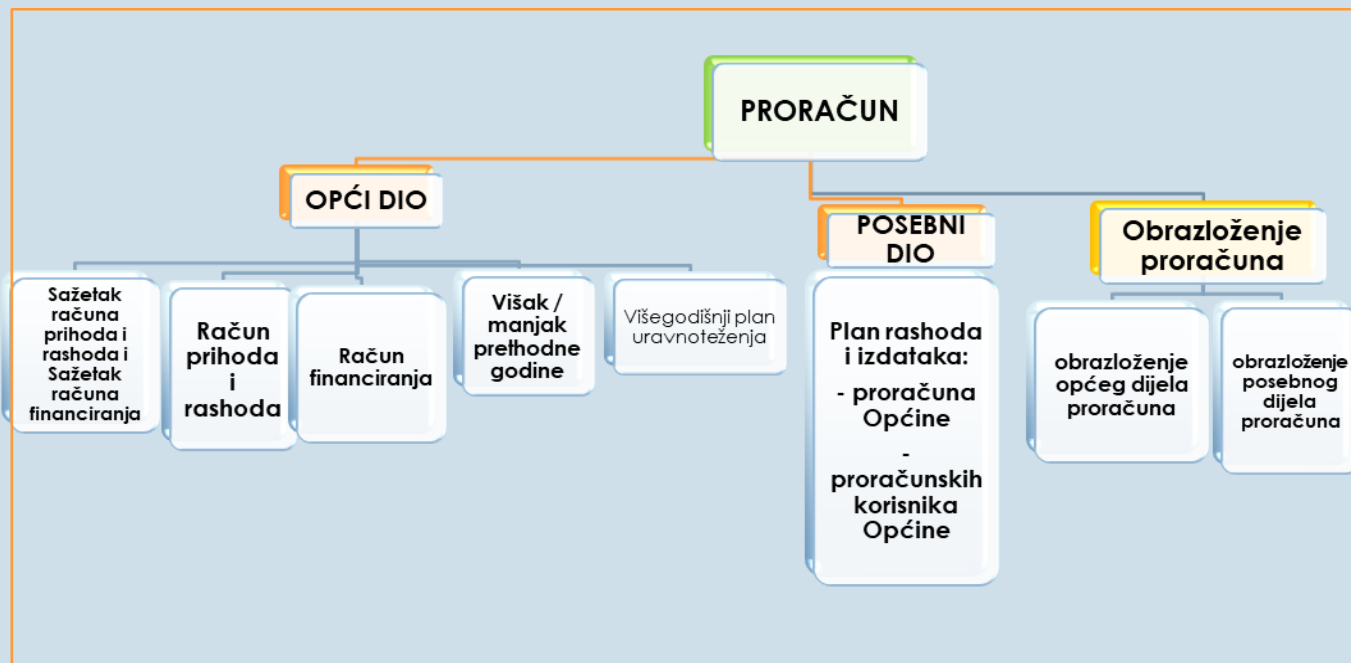 PRORAČUN
OPĆI DIO
Sažetak
računa
prihoda i
rashoda i
Sažetak
računa
financiranja
Račun
prihoda
i
rashoda
Račun
financiranja
Višak /
manjak
prethodne
godine
Višegodišnji plan
uravnoteženja
POSEBNI
DIO
Plan rashoda
i izdataka:
- proračuna
Općine
-
proračunskih
korisnika
Općine
Obrazloženje
proračuna
obrazloženje
općeg dijela
proračuna
obrazloženje
posebnog
dijela
proračuna